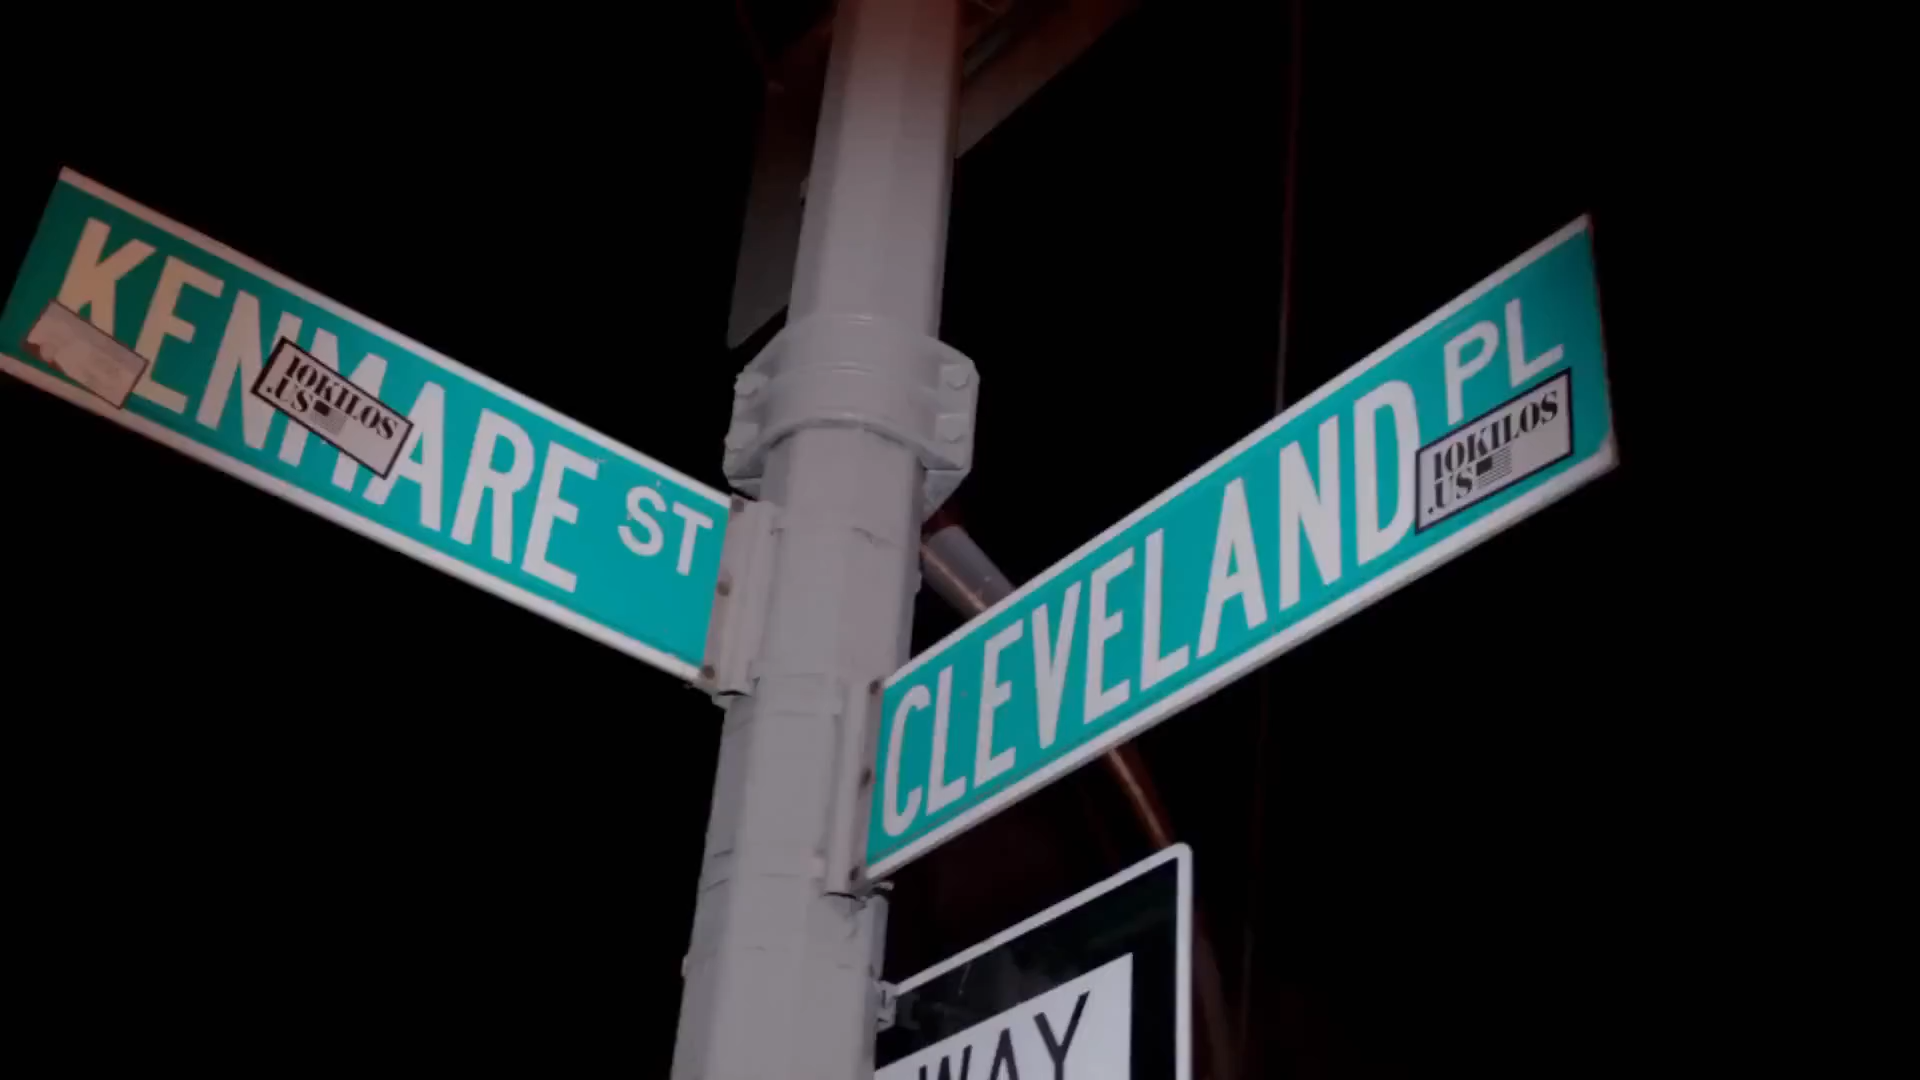 KENMARE ST
10KILOS
.US
CLEVELAND PL
10KILOS
.US
WAY